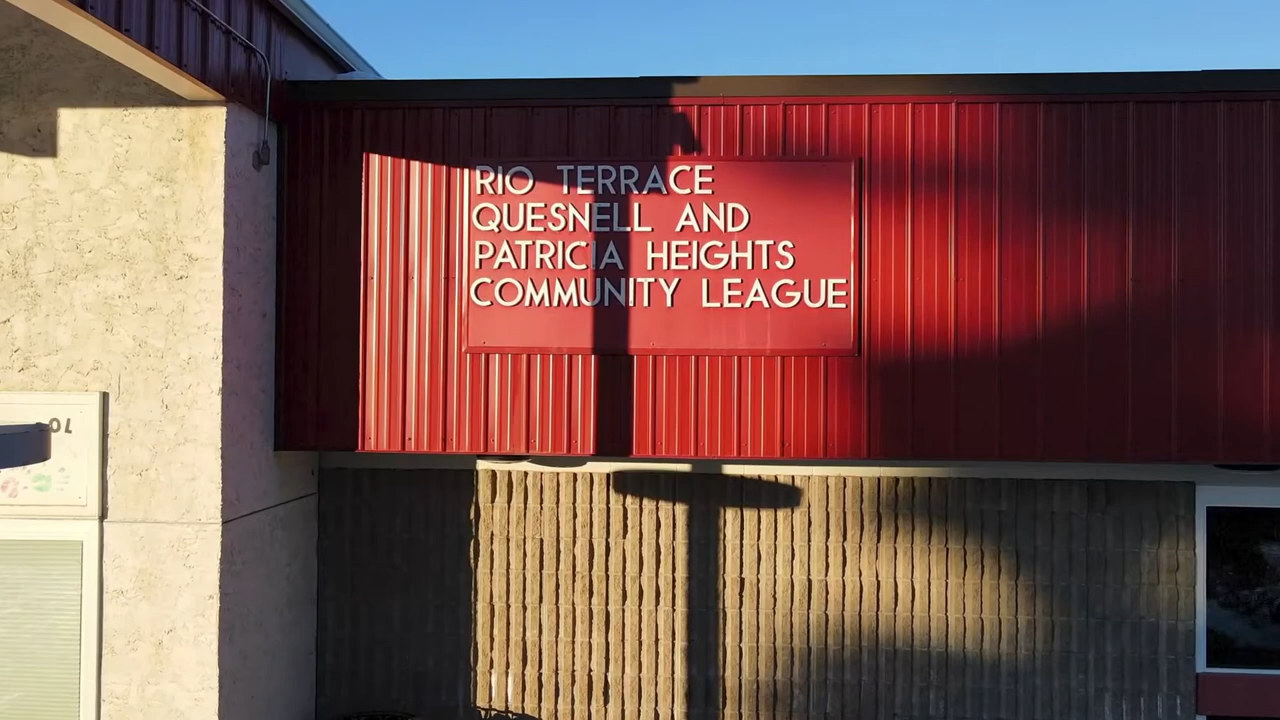 RIO TERRACE
QUESNELL AND
PATRICIA HEIGHTS
COMMUNITY LEAGUE